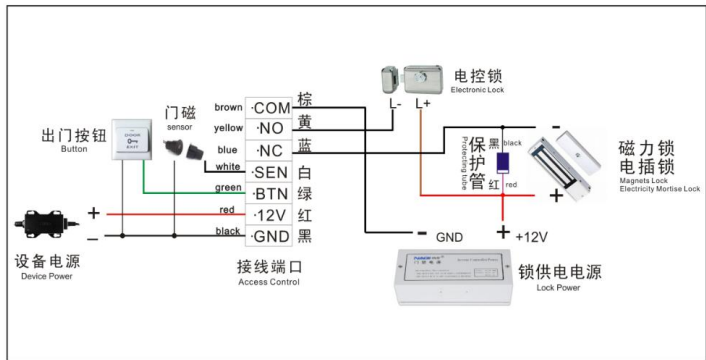 出门按钮
Button
门磁
sensor
brown
yellow
blue
white
green
red
black
·COM
·NO
·NC
·SEN
·BTN
·12V
·GND
棕
黄
蓝
白
绿
红
黑
接线端口
Access Control
+
−
设备电源
Device Power
电控锁
Electronic Lock
L-
L+
保护管
Protecting tube
黑
black
红
red
-
+
磁力锁
电插锁
Magnets Lock
Electricity Mortise Lock
- GND
+ +12V
锁供电电源
Lock Power